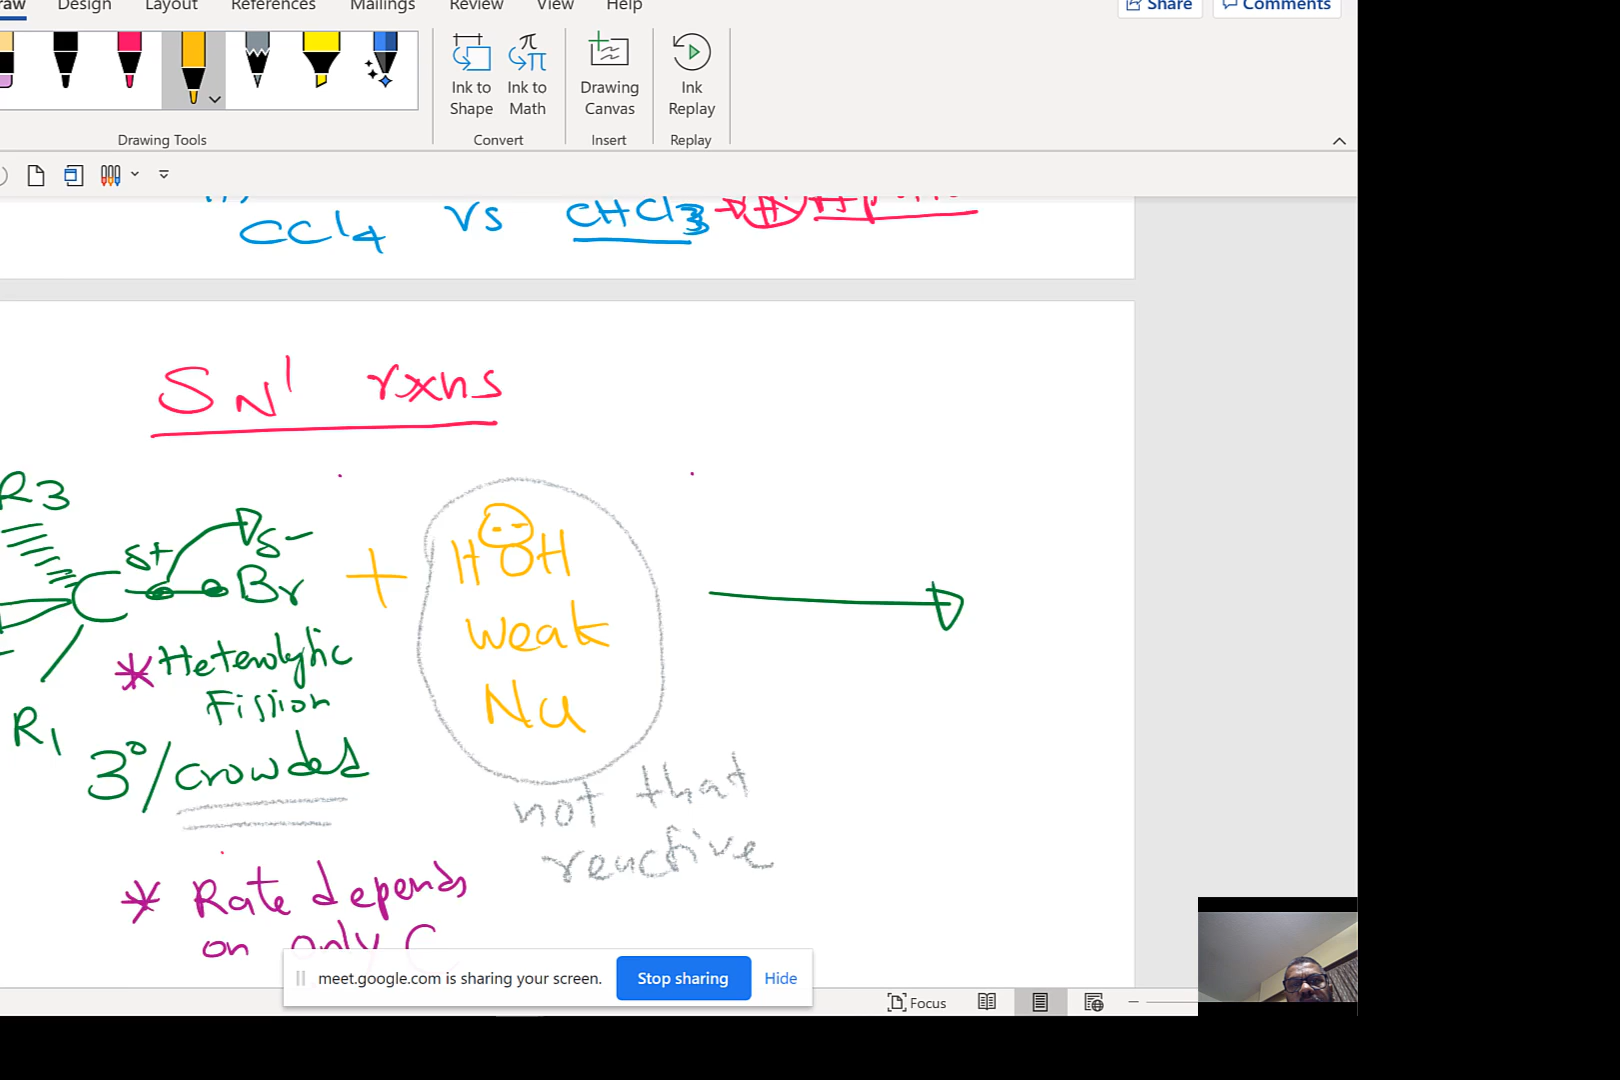 Design Layout References Mailings Review View Help
Share Comments
Ink to Shape
Ink to Math
Drawing Canvas
Ink Replay
Drawing Tools Convert Insert Replay
CCl4 vs CHCl3
SN1 rxns
R3
δ+ δ-
C Br + HOH
weak
Nu
* Heterolytic
Fission
R1
3°/crowded
not that
reactive
* Rate depends
on only C
meet.google.com is sharing your screen. Stop sharing Hide
Focus